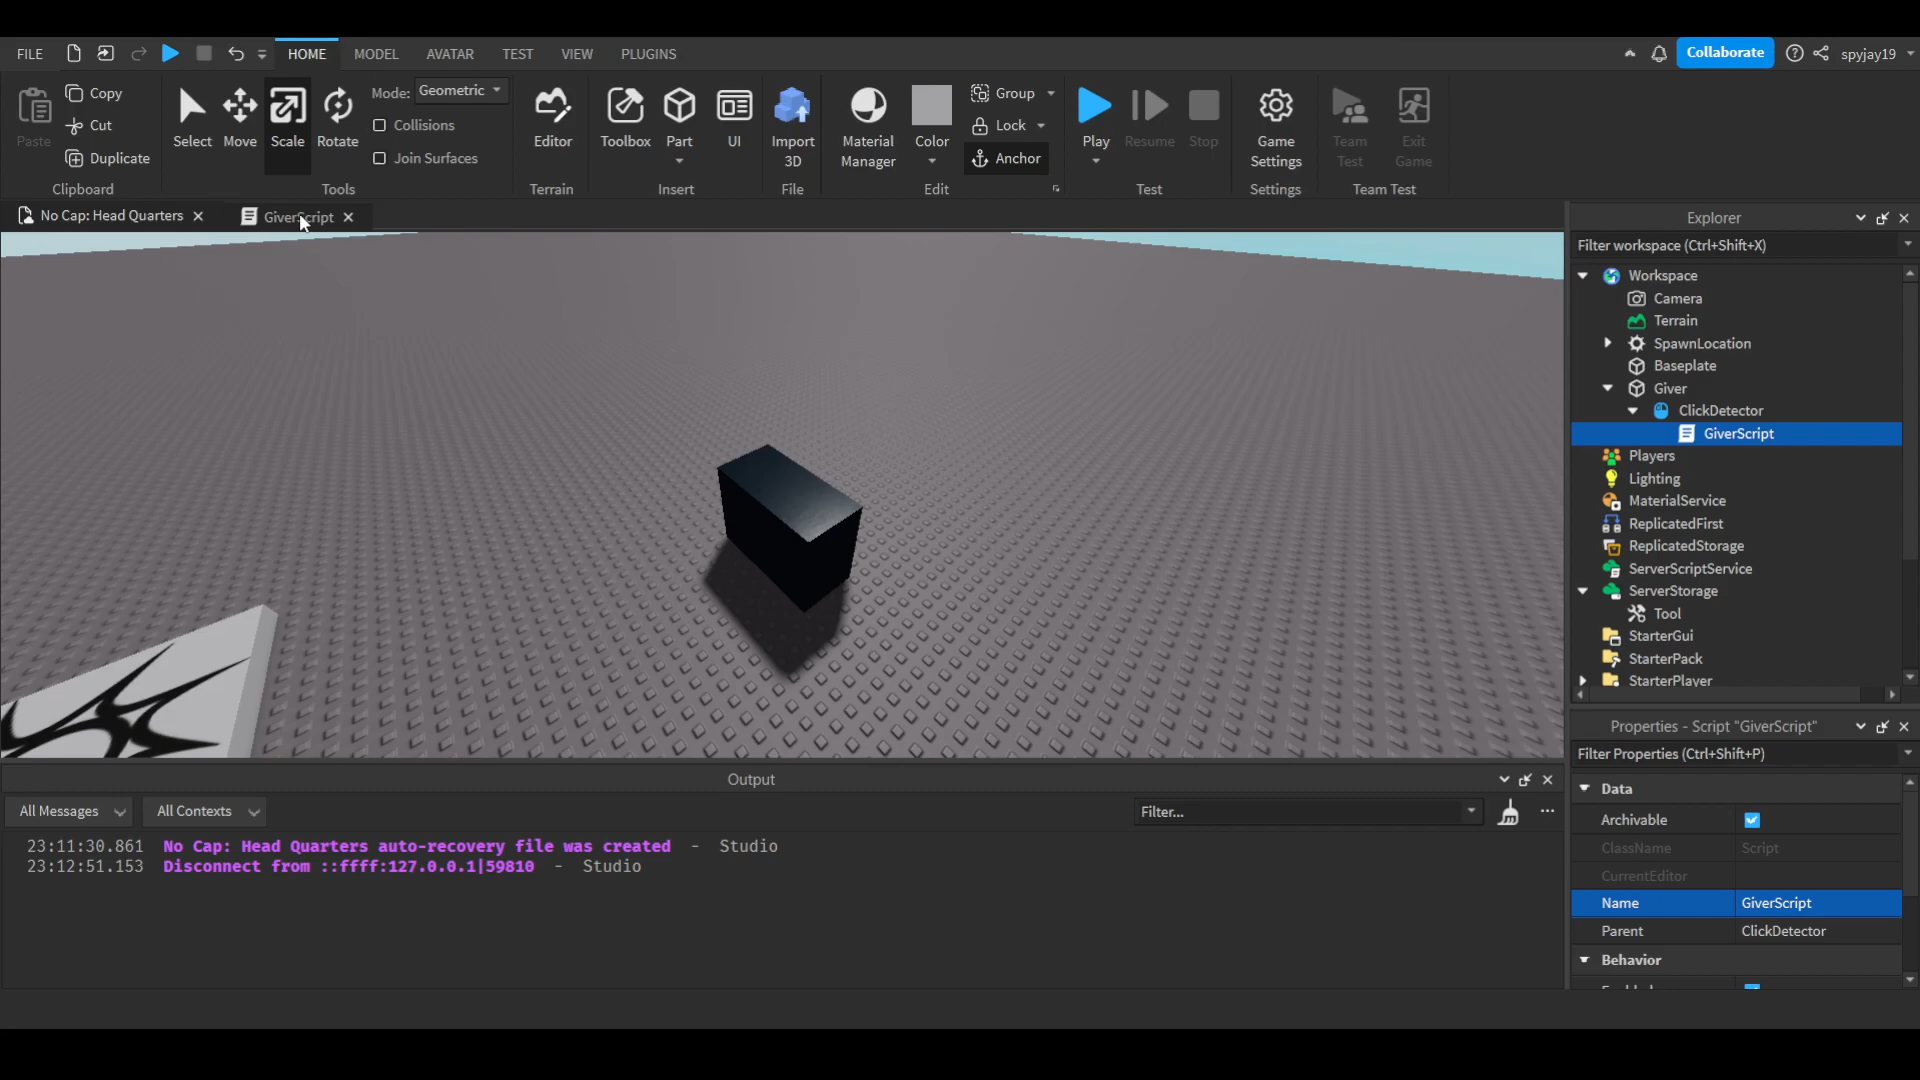 FILE HOME MODEL AVATAR TEST VIEW PLUGINS Collaborate spyjay19
Paste Copy Cut Duplicate Clipboard
Select Move Scale Rotate Mode: Geometric Collisions Join Surfaces Tools
Editor Terrain
Toolbox Part UI Insert
Import 3D File
Material Manager Color Group Lock Anchor Edit
Play Resume Stop Test
Game Settings Settings
Team Test Exit Game Team Test
No Cap: Head Quarters GiverScript
Explorer
Filter workspace (Ctrl+Shift+X)
Workspace
Camera
Terrain
SpawnLocation
Baseplate
Giver
ClickDetector
GiverScript
Players
Lighting
MaterialService
ReplicatedFirst
ReplicatedStorage
ServerScriptService
ServerStorage
Tool
StarterGui
StarterPack
StarterPlayer
Properties - Script "GiverScript"
Filter Properties (Ctrl+Shift+P)
Data
Archivable
ClassName Script
CurrentEditor
Name GiverScript
Parent ClickDetector
Behavior
Output
All Messages All Contexts Filter...
23:11:30.861 No Cap: Head Quarters auto-recovery file was created - Studio
23:12:51.153 Disconnect from ::ffff:127.0.0.1|59810 - Studio